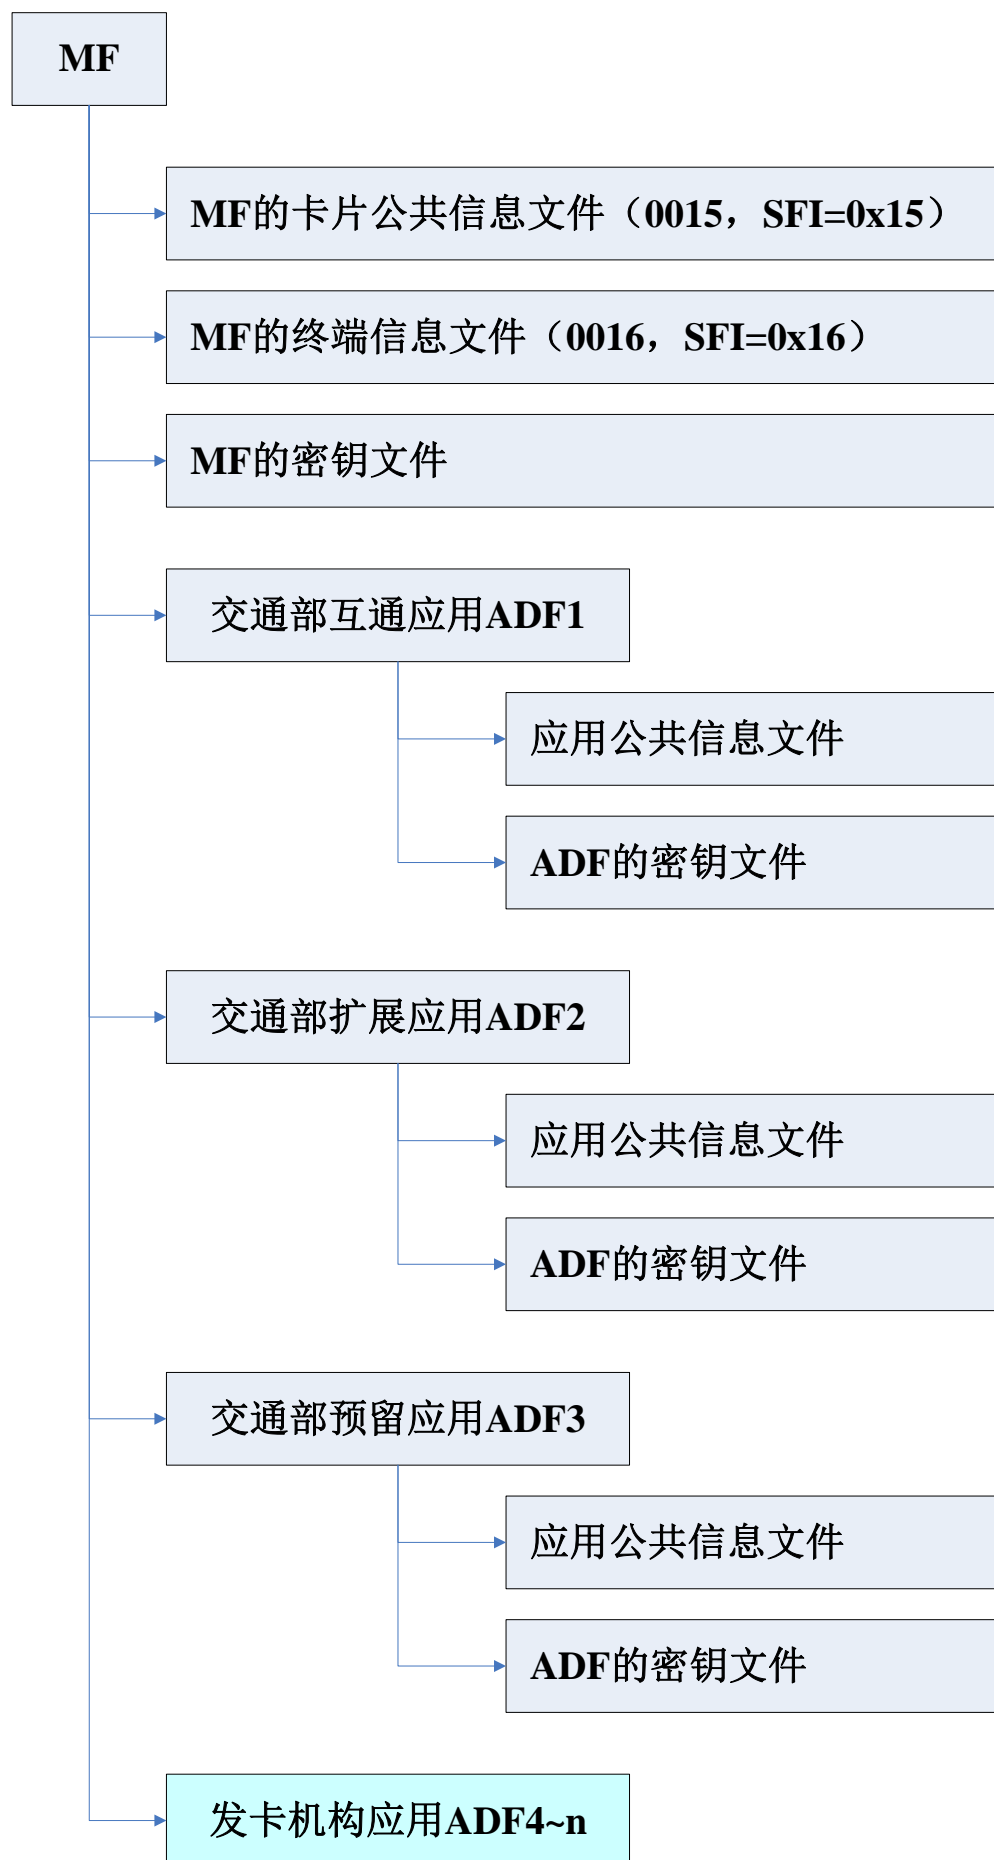 MF
MF的卡片公共信息文件（0015，SFI=0x15）
MF的终端信息文件（0016，SFI=0x16）
MF的密钥文件
交通部互通应用ADF1
应用公共信息文件
ADF的密钥文件
交通部扩展应用ADF2
应用公共信息文件
ADF的密钥文件
交通部预留应用ADF3
应用公共信息文件
ADF的密钥文件
发卡机构应用ADF4~n